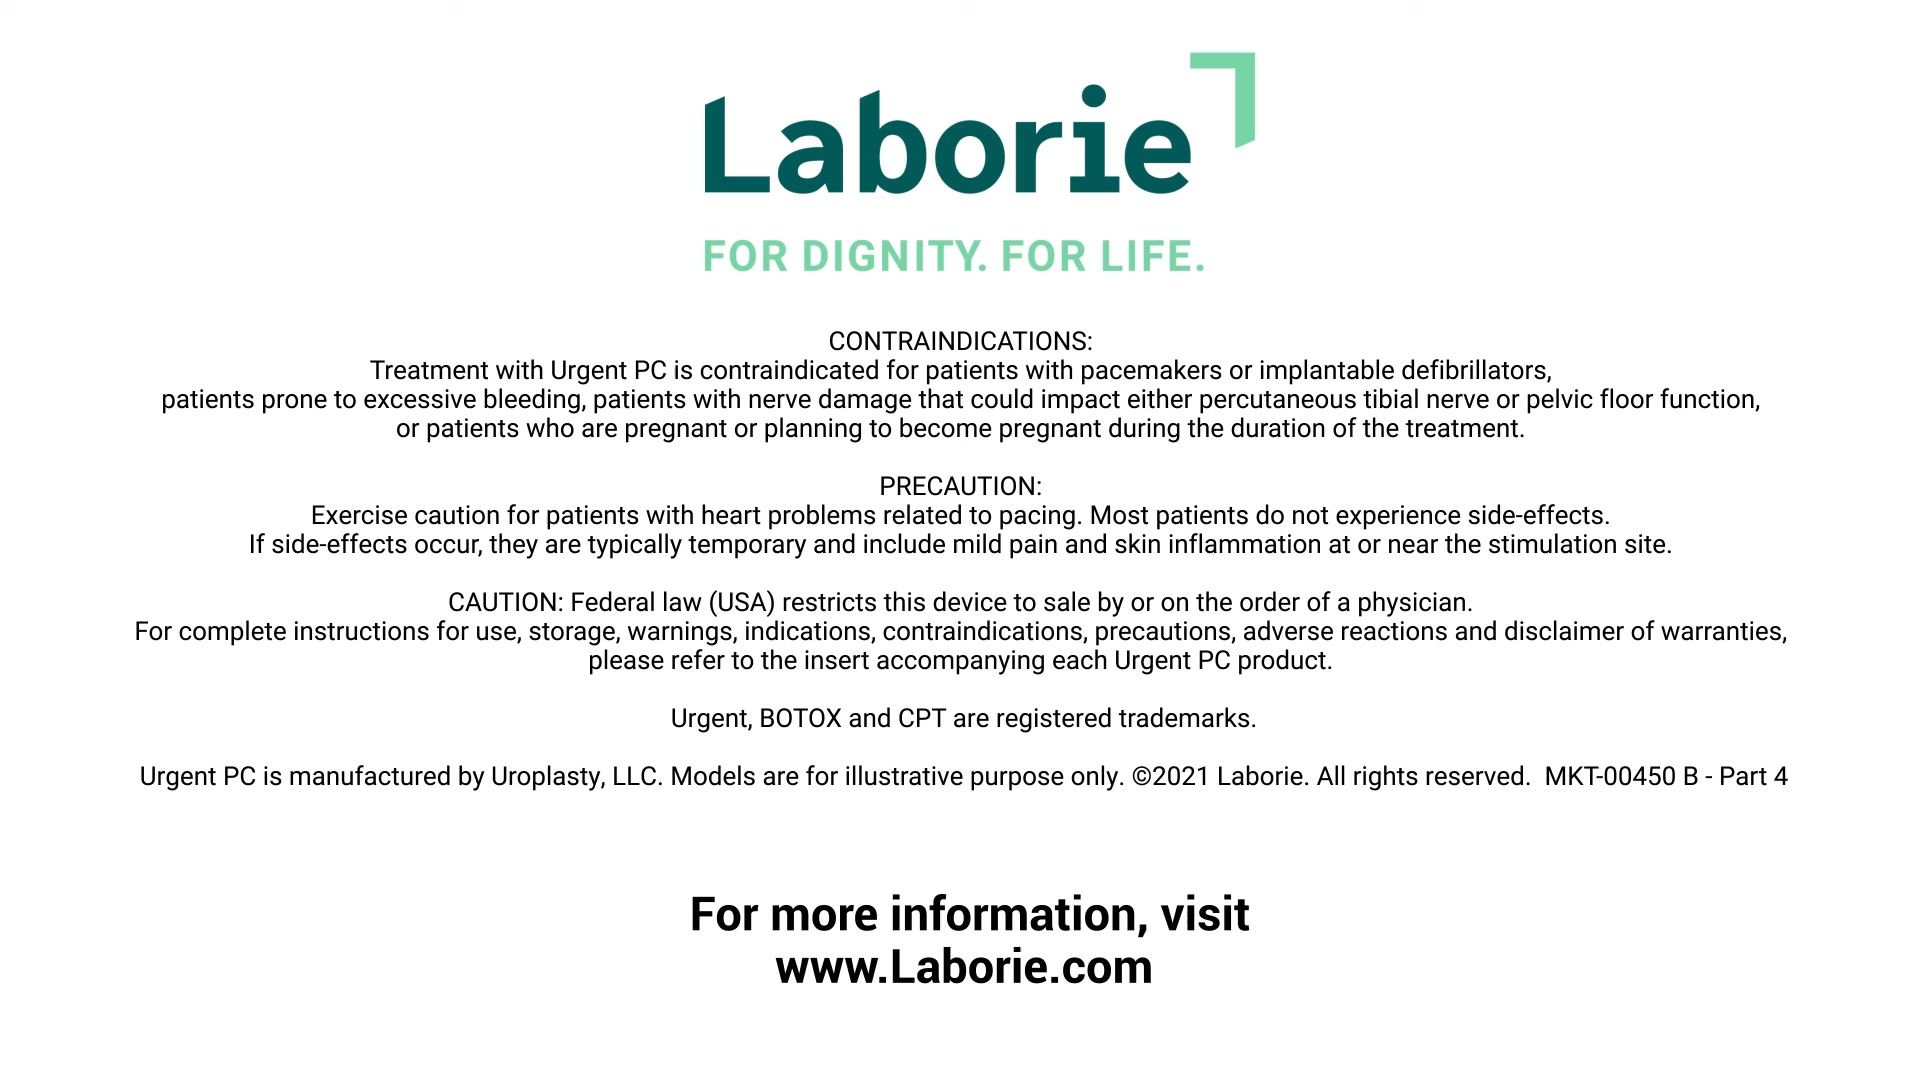 Laborie
FOR DIGNITY. FOR LIFE.
CONTRAINDICATIONS:
Treatment with Urgent PC is contraindicated for patients with pacemakers or implantable defibrillators,
patients prone to excessive bleeding, patients with nerve damage that could impact either percutaneous tibial nerve or pelvic floor function,
or patients who are pregnant or planning to become pregnant during the duration of the treatment.
PRECAUTION:
Exercise caution for patients with heart problems related to pacing. Most patients do not experience side-effects.
If side-effects occur, they are typically temporary and include mild pain and skin inflammation at or near the stimulation site.
CAUTION: Federal law (USA) restricts this device to sale by or on the order of a physician.
For complete instructions for use, storage, warnings, indications, contraindications, precautions, adverse reactions and disclaimer of warranties,
please refer to the insert accompanying each Urgent PC product.
Urgent, BOTOX and CPT are registered trademarks.
Urgent PC is manufactured by Uroplasty, LLC. Models are for illustrative purpose only. ©2021 Laborie. All rights reserved.  MKT-00450 B - Part 4
For more information, visit
www.Laborie.com